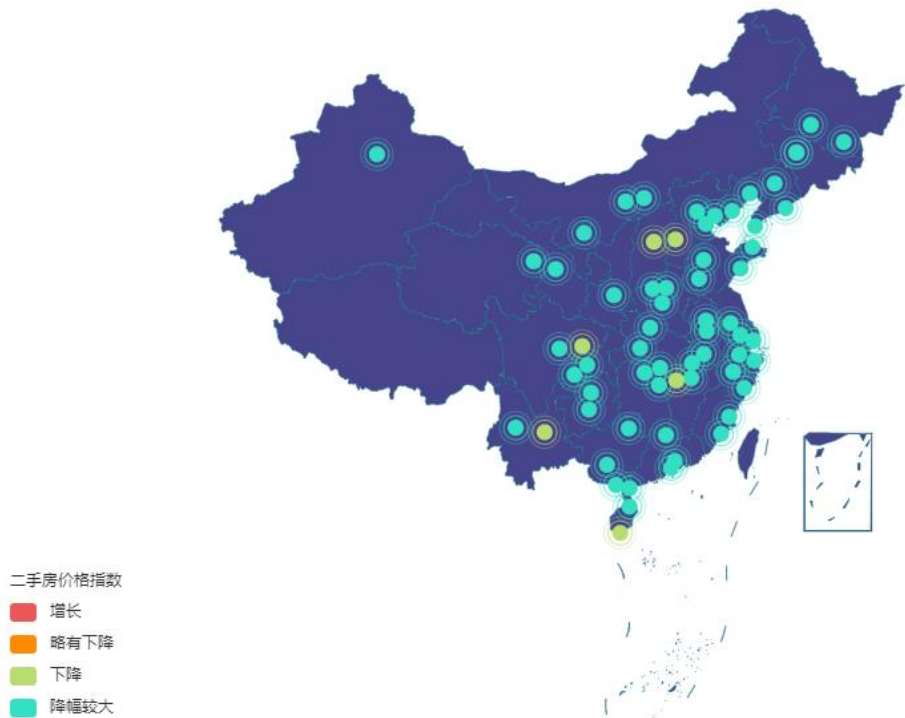 二手房价格指数
增长
略有下降
下降
降幅较大